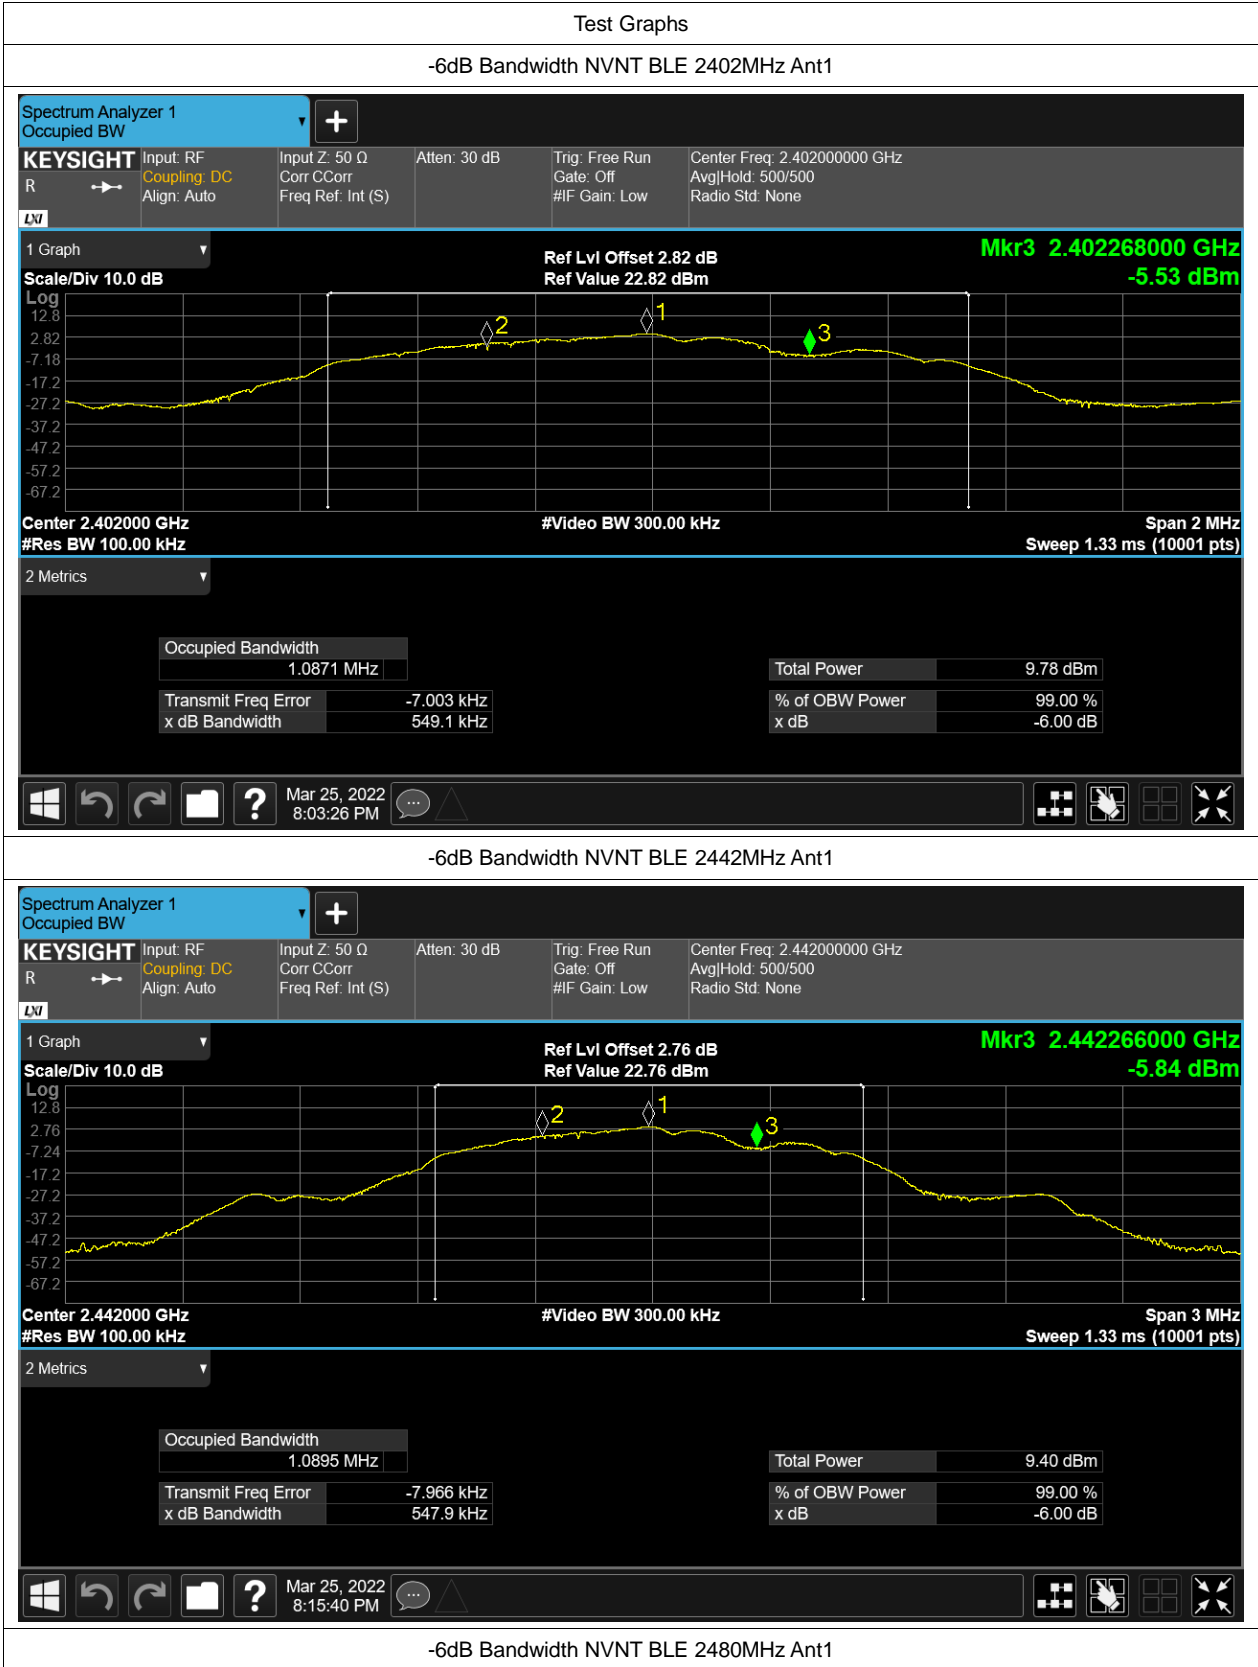 Test Graphs
-6dB Bandwidth NVNT BLE 2402MHz Ant1
Spectrum Analyzer 1
Occupied BW
KEYSIGHT Input: RF Input Z: 50 Ω Atten: 30 dB Trig: Free Run Center Freq: 2.402000000 GHz
R Coupling: DC Corr CCorr Gate: Off Avg|Hold: 500/500
Align: Auto Freq Ref: Int (S) #IF Gain: Low Radio Std: None
LXI
1 Graph Ref Lvl Offset 2.82 dB Mkr3 2.402268000 GHz
Scale/Div 10.0 dB Ref Value 22.82 dBm -5.53 dBm
Log
12.8
2.82
-7.18
-17.2
-27.2
-37.2
-47.2
-57.2
-67.2
2 1 3
Center 2.402000 GHz #Video BW 300.00 kHz Span 2 MHz
#Res BW 100.00 kHz Sweep 1.33 ms (10001 pts)
2 Metrics
Occupied Bandwidth
1.0871 MHz Total Power 9.78 dBm
Transmit Freq Error -7.003 kHz % of OBW Power 99.00 %
x dB Bandwidth 549.1 kHz x dB -6.00 dB
? Mar 25, 2022
8:03:26 PM
-6dB Bandwidth NVNT BLE 2442MHz Ant1
Spectrum Analyzer 1
Occupied BW
KEYSIGHT Input: RF Input Z: 50 Ω Atten: 30 dB Trig: Free Run Center Freq: 2.442000000 GHz
R Coupling: DC Corr CCorr Gate: Off Avg|Hold: 500/500
Align: Auto Freq Ref: Int (S) #IF Gain: Low Radio Std: None
LXI
1 Graph Ref Lvl Offset 2.76 dB Mkr3 2.442266000 GHz
Scale/Div 10.0 dB Ref Value 22.76 dBm -5.84 dBm
Log
12.8
2.76
-7.24
-17.2
-27.2
-37.2
-47.2
-57.2
-67.2
2 1 3
Center 2.442000 GHz #Video BW 300.00 kHz Span 3 MHz
#Res BW 100.00 kHz Sweep 1.33 ms (10001 pts)
2 Metrics
Occupied Bandwidth
1.0895 MHz Total Power 9.40 dBm
Transmit Freq Error -7.966 kHz % of OBW Power 99.00 %
x dB Bandwidth 547.9 kHz x dB -6.00 dB
? Mar 25, 2022
8:15:40 PM
-6dB Bandwidth NVNT BLE 2480MHz Ant1